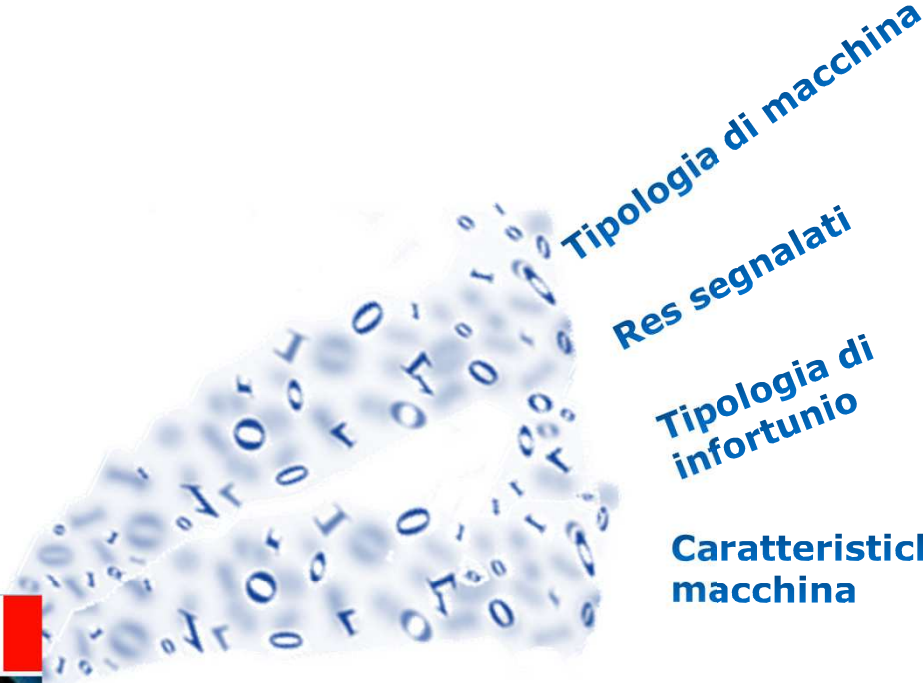 Tipologia di macchina
Res segnalati
Tipologia di
infortunio
macchina